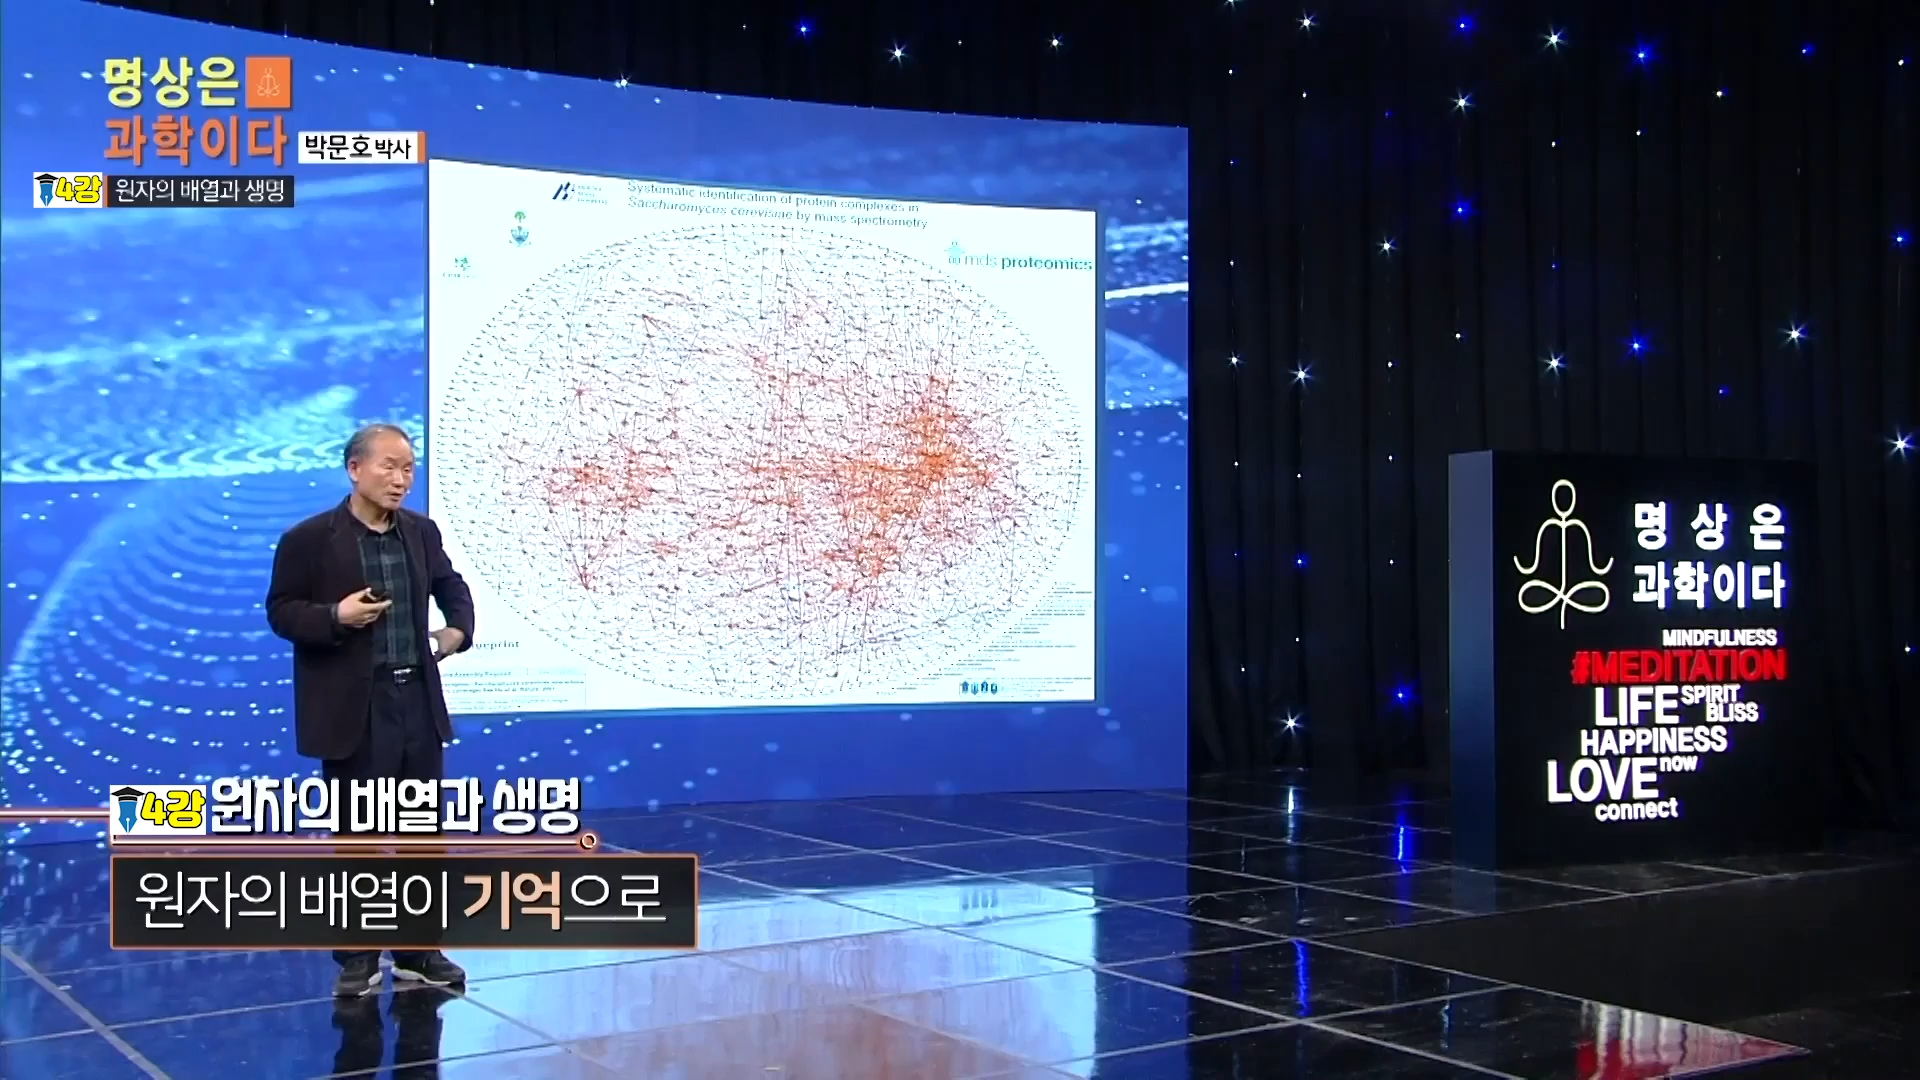 명상은
과학이다
박문호 박사
4강 원자의 배열과 생명
Systematic identification of protein complexes in
Saccharomyces cerevisiae by mass spectrometry
mds proteomics
명상은
과학이다
MINDFULNESS
#MEDITATION
LIFE SPIRIT
BLISS
HAPPINESS
LOVE now
connect
4강 원자의 배열과 생명
원자의 배열이 기억으로